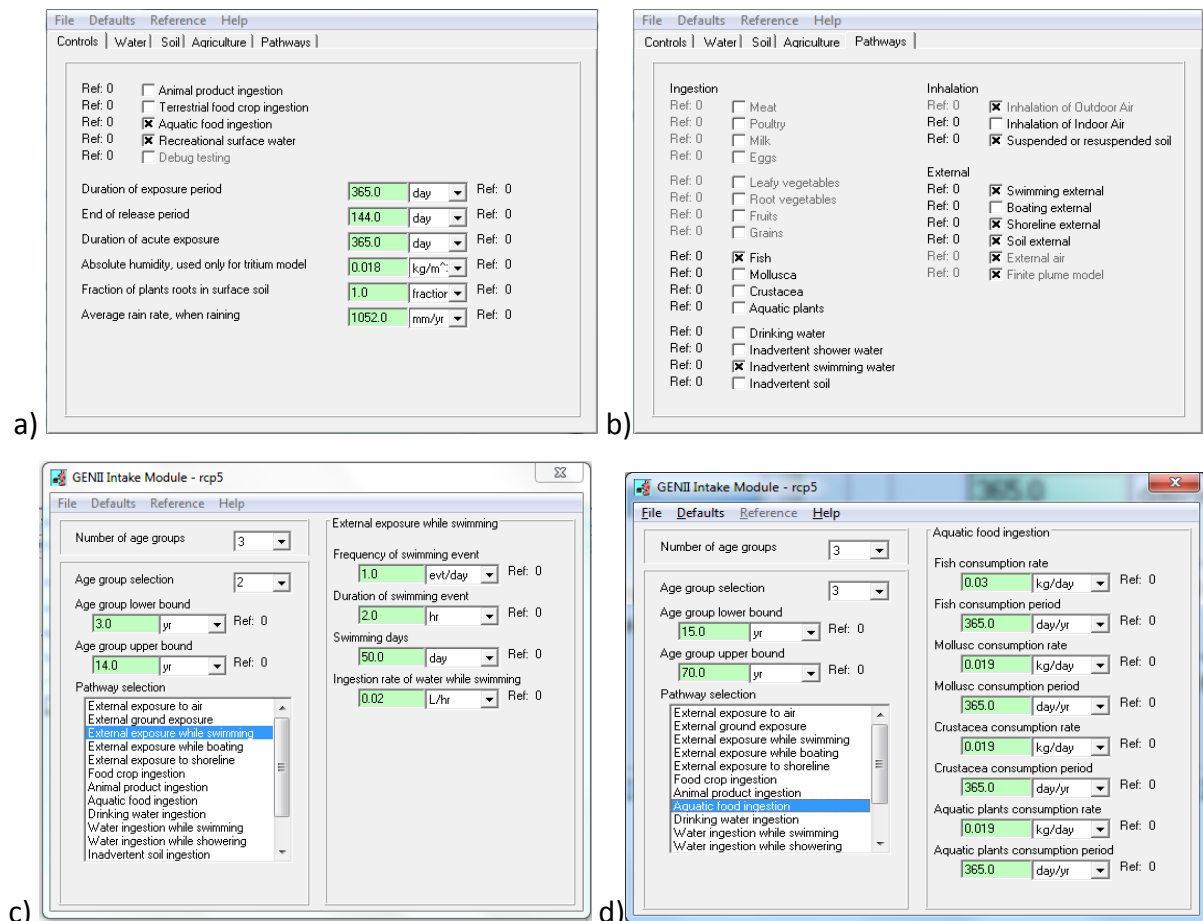 File Defaults Reference Help
Controls Water Soil Agriculture Pathways
Ref: 0 Animal product ingestion
Ref: 0 Terrestrial food crop ingestion
Ref: 0 Aquatic food ingestion
Ref: 0 Recreational surface water
Ref: 0 Debug testing
Duration of exposure period 365.0 day Ref: 0
End of release period 144.0 day Ref: 0
Duration of acute exposure 365.0 day Ref: 0
Absolute humidity, used only for tritium model 0.018 kg/m^: Ref: 0
Fraction of plants roots in surface soil 1.0 fraction Ref: 0
Average rain rate, when raining 1052.0 mm/yr Ref: 0
a)
File Defaults Reference Help
Controls Water Soil Agriculture Pathways
Ingestion
Ref: 0 Meat
Ref: 0 Poultry
Ref: 0 Milk
Ref: 0 Eggs
Ref: 0 Leafy vegetables
Ref: 0 Root vegetables
Ref: 0 Fruits
Ref: 0 Grains
Ref: 0 Fish
Ref: 0 Mollusca
Ref: 0 Crustacea
Ref: 0 Aquatic plants
Ref: 0 Drinking water
Ref: 0 Inadvertent shower water
Ref: 0 Inadvertent swimming water
Ref: 0 Inadvertent soil
Inhalation
Ref: 0 Inhalation of Outdoor Air
Ref: 0 Inhalation of Indoor Air
Ref: 0 Suspended or resuspended soil
External
Ref: 0 Swimming external
Ref: 0 Boating external
Ref: 0 Shoreline external
Ref: 0 Soil external
Ref: 0 External air
Ref: 0 Finite plume model
b)
GENII Intake Module - rcp5
File Defaults Reference Help
Number of age groups 3
Age group selection 2
Age group lower bound
3.0 yr Ref: 0
Age group upper bound
14.0 yr Ref: 0
Pathway selection
External exposure to air
External ground exposure
External exposure while swimming
External exposure while boating
External exposure to shoreline
Food crop ingestion
Animal product ingestion
Aquatic food ingestion
Drinking water ingestion
Water ingestion while swimming
Water ingestion while showering
Inadvertent soil ingestion
External exposure while swimming
Frequency of swimming event
1.0 evt/day Ref: 0
Duration of swimming event
2.0 hr Ref: 0
Swimming days
50.0 day Ref: 0
Ingestion rate of water while swimming
0.02 L/hr Ref: 0
c)
GENII Intake Module - rcp5
365.0
File Defaults Reference Help
Number of age groups 3
Age group selection 3
Age group lower bound
15.0 yr Ref: 0
Age group upper bound
70.0 yr Ref: 0
Pathway selection
External exposure to air
External ground exposure
External exposure while swimming
External exposure while boating
External exposure to shoreline
Food crop ingestion
Animal product ingestion
Aquatic food ingestion
Drinking water ingestion
Water ingestion while swimming
Water ingestion while showering
Aquatic food ingestion
Fish consumption rate
0.03 kg/day Ref: 0
Fish consumption period
365.0 day/yr Ref: 0
Mollusc consumption rate
0.019 kg/day Ref: 0
Mollusc consumption period
365.0 day/yr Ref: 0
Crustacea consumption rate
0.019 kg/day Ref: 0
Crustacea consumption period
365.0 day/yr Ref: 0
Aquatic plants consumption rate
0.019 kg/day Ref: 0
Aquatic plants consumption period
365.0 day/yr Ref: 0
d)